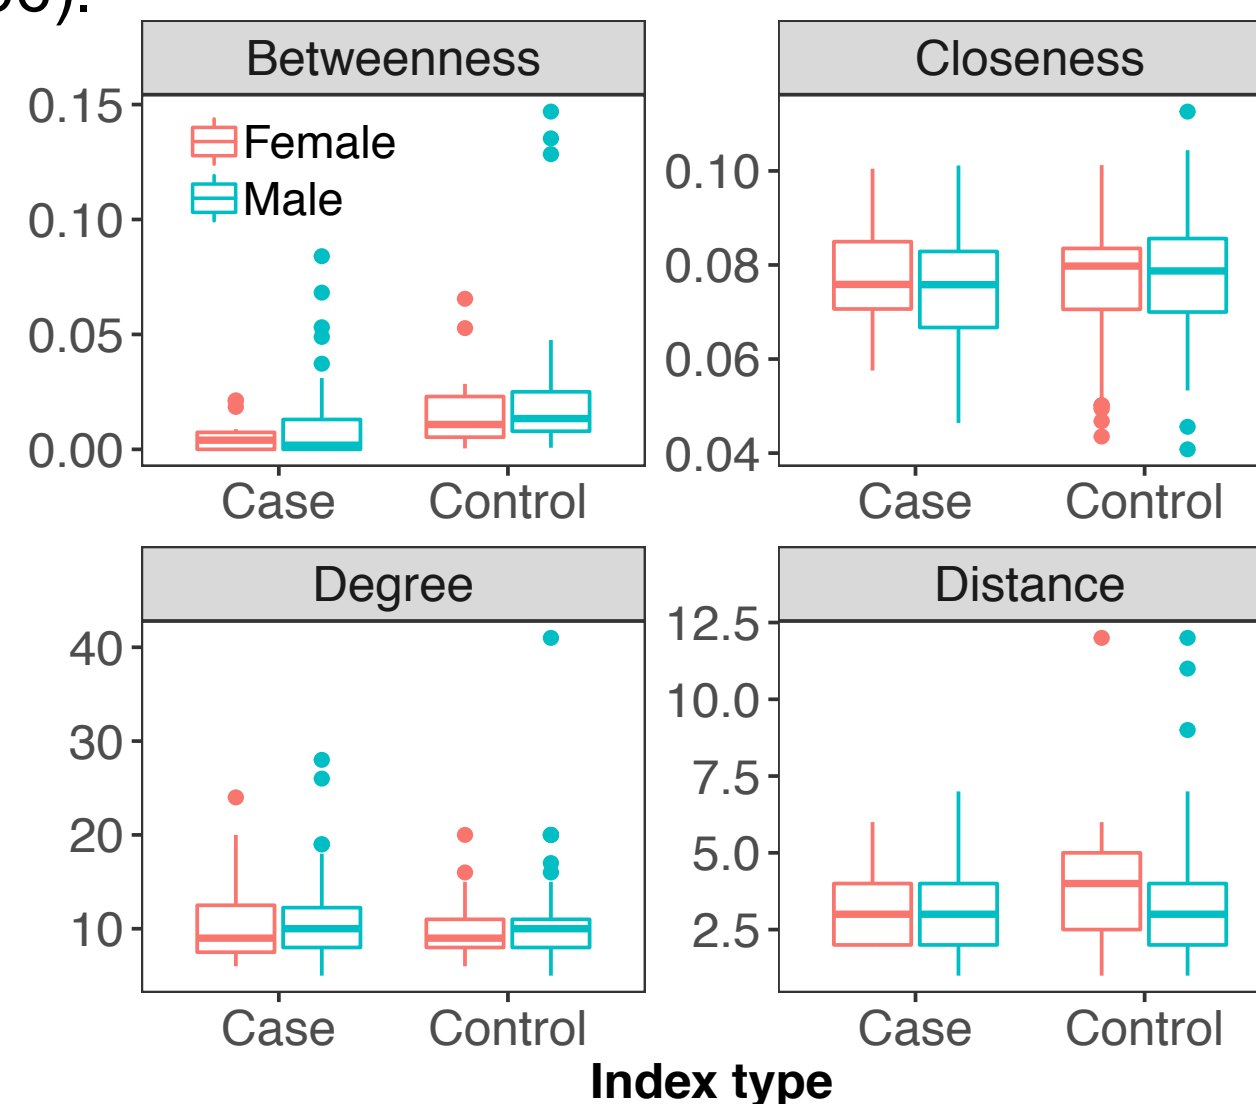 Betweenness
0.15
0.10
0.05
0.00
Female
Male
Case Control
Closeness
0.10
0.08
0.06
0.04
Case Control
Degree
40
30
20
10
Case Control
Distance
12.5
10.0
7.5
5.0
2.5
Case Control
Index type